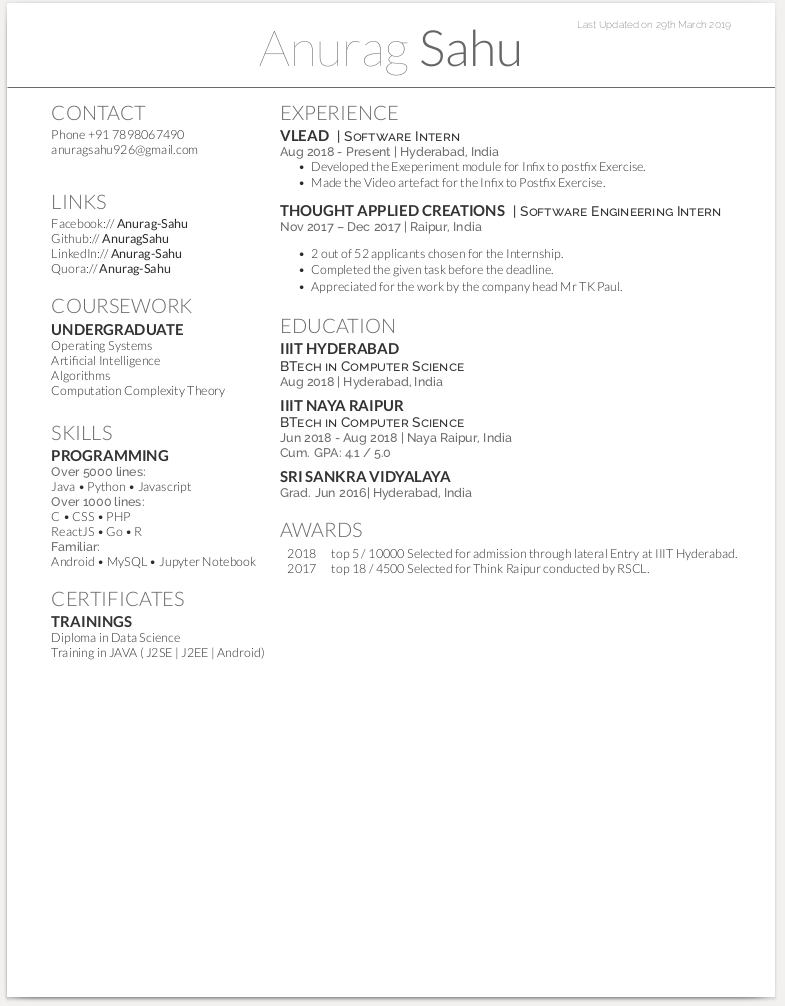 Last Updated on 29th March 2019
Anurag Sahu
CONTACT
Phone +91 7898067490
anuragsahu926@gmail.com
LINKS
Facebook:// Anurag-Sahu
Github:// AnuragSahu
LinkedIn:// Anurag-Sahu
Quora:// Anurag-Sahu
COURSEWORK
UNDERGRADUATE
Operating Systems
Artificial Intelligence
Algorithms
Computation Complexity Theory
SKILLS
PROGRAMMING
Over 5000 lines:
Java • Python • Javascript
Over 1000 lines:
C • CSS • PHP
ReactJS • Go • R
Familiar:
Android • MySQL • Jupyter Notebook
CERTIFICATES
TRAININGS
Diploma in Data Science
Training in JAVA ( J2SE | J2EE | Android)
EXPERIENCE
VLEAD | Software Intern
Aug 2018 - Present | Hyderabad, India
• Developed the Exeperiment module for Infix to postfix Exercise.
• Made the Video artefact for the Infix to Postfix Exercise.
THOUGHT APPLIED CREATIONS | Software Engineering Intern
Nov 2017 – Dec 2017 | Raipur, India
• 2 out of 52 applicants chosen for the Internship.
• Completed the given task before the deadline.
• Appreciated for the work by the company head Mr TK Paul.
EDUCATION
IIIT HYDERABAD
BTech in Computer Science
Aug 2018 | Hyderabad, India
IIIT NAYA RAIPUR
BTech in Computer Science
Jun 2018 - Aug 2018 | Naya Raipur, India
Cum. GPA: 4.1 / 5.0
SRI SANKRA VIDYALAYA
Grad. Jun 2016| Hyderabad, India
AWARDS
2018 top 5 / 10000 Selected for admission through lateral Entry at IIIT Hyderabad.
2017 top 18 / 4500 Selected for Think Raipur conducted by RSCL.